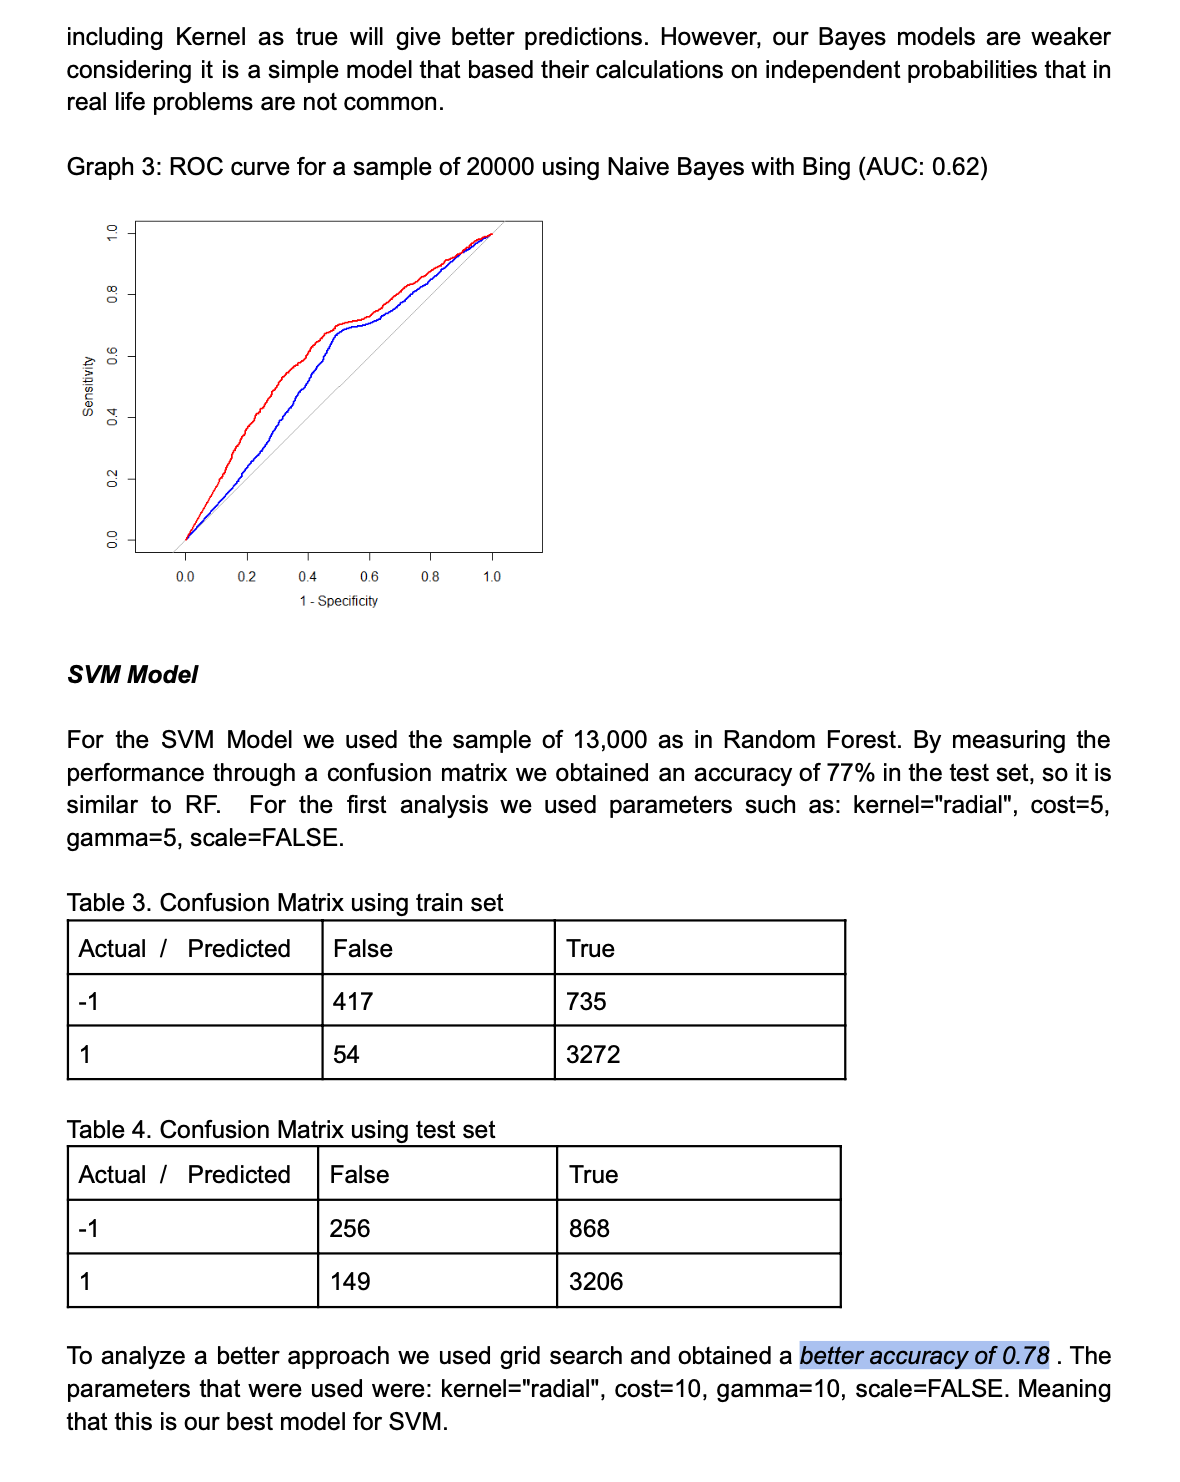 including Kernel as true will give better predictions. However, our Bayes models are weaker
considering it is a simple model that based their calculations on independent probabilities that in
real life problems are not common.
Graph 3: ROC curve for a sample of 20000 using Naive Bayes with Bing (AUC: 0.62)
Sensitivity
1.0
0.8
0.6
0.4
0.2
0.0
0.0 0.2 0.4 0.6 0.8 1.0
1 - Specificity
SVM Model
For the SVM Model we used the sample of 13,000 as in Random Forest. By measuring the
performance through a confusion matrix we obtained an accuracy of 77% in the test set, so it is
similar to RF. For the first analysis we used parameters such as: kernel="radial", cost=5,
gamma=5, scale=FALSE.
Table 3. Confusion Matrix using train set
Actual / Predicted False True
-1 417 735
1 54 3272
Table 4. Confusion Matrix using test set
Actual / Predicted False True
-1 256 868
1 149 3206
To analyze a better approach we used grid search and obtained a better accuracy of 0.78 . The
parameters that were used were: kernel="radial", cost=10, gamma=10, scale=FALSE. Meaning
that this is our best model for SVM.